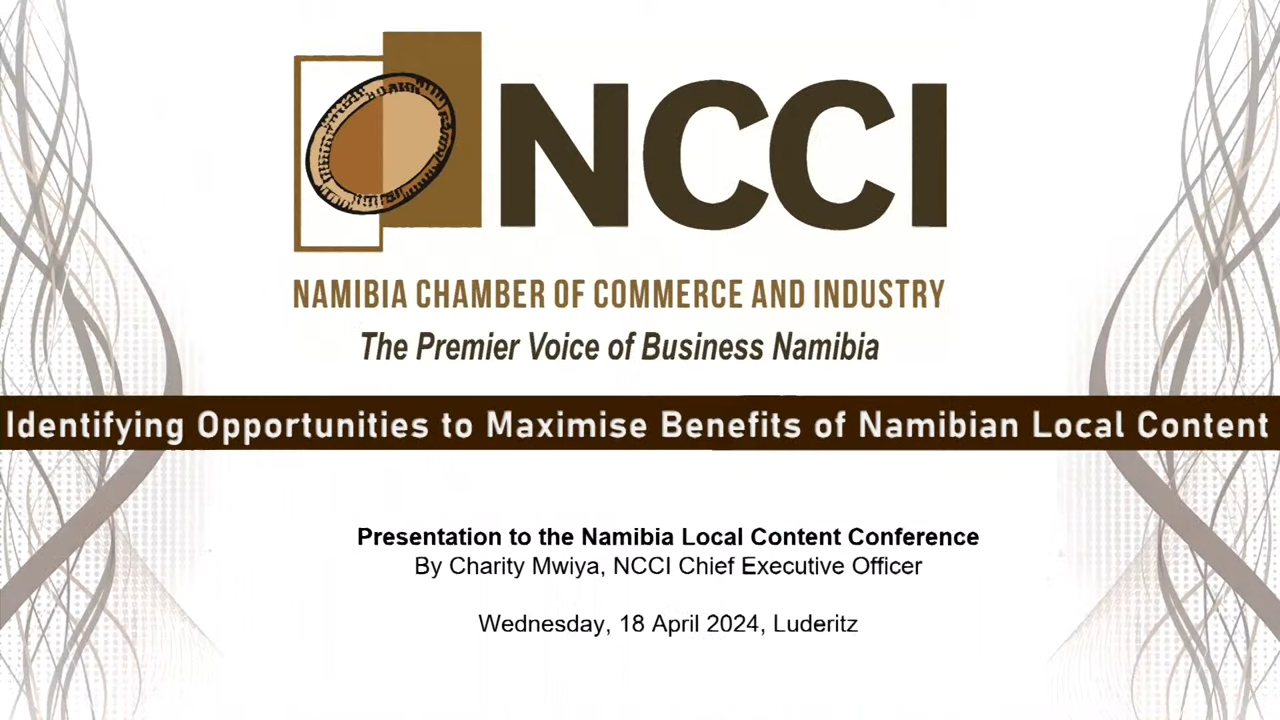 NCCI
NAMIBIA CHAMBER OF COMMERCE AND INDUSTRY
The Premier Voice of Business Namibia
Identifying Opportunities to Maximise Benefits of Namibian Local Content
Presentation to the Namibia Local Content Conference
By Charity Mwiya, NCCI Chief Executive Officer
Wednesday, 18 April 2024, Luderitz